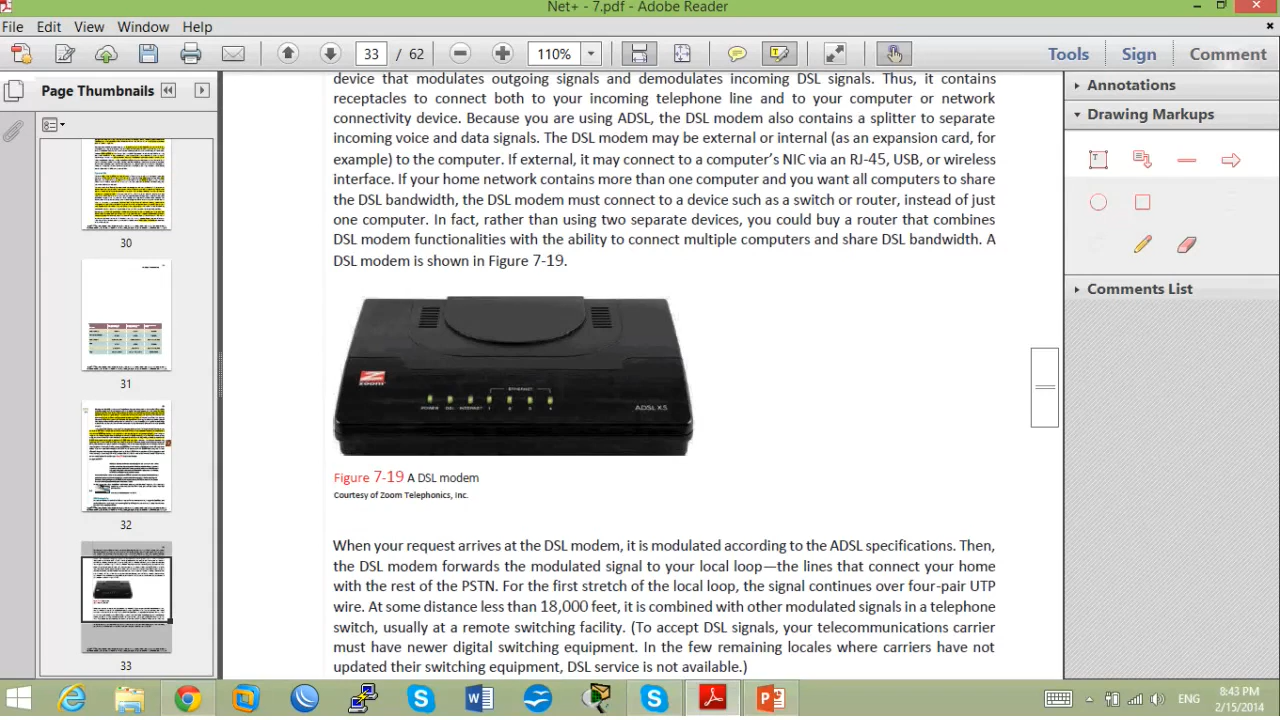 Net+ - 7.pdf - Adobe Reader
File Edit View Window Help
33 / 62 110% Tools Sign Comment
Page Thumbnails
30
31
32
33
device that modulates outgoing signals and demodulates incoming DSL signals. Thus, it contains
receptacles to connect both to your incoming telephone line and to your computer or network
connectivity device. Because you are using ADSL, the DSL modem also contains a splitter to separate
incoming voice and data signals. The DSL modem may be external or internal (as an expansion card, for
example) to the computer. If external, it may connect to a computer's NIC via an RJ-45, USB, or wireless
interface. If your home network contains more than one computer and you want all computers to share
the DSL bandwidth, the DSL modem must connect to a device such as a switch or router, instead of just
one computer. In fact, rather than using two separate devices, you could buy a router that combines
DSL modem functionalities with the ability to connect multiple computers and share DSL bandwidth. A
DSL modem is shown in Figure 7-19.
Z
ZOOM
ETHERNET
POWER DSL INTERNET 1 2 3 4
ADSL X5
Figure 7-19 A DSL modem
Courtesy of Zoom Telephonics, Inc.
When your request arrives at the DSL modem, it is modulated according to the ADSL specifications. Then,
the DSL modem forwards the modulated signal to your local loop—the lines that connect your home
with the rest of the PSTN. For the first stretch of the local loop, the signal continues over four-pair UTP
wire. At some distance less than 18,000 feet, it is combined with other modulated signals in a telephone
switch, usually at a remote switching facility. (To accept DSL signals, your telecommunications carrier
must have newer digital switching equipment. In the few remaining locales where carriers have not
updated their switching equipment, DSL service is not available.)
Annotations
Drawing Markups
T
Comments List
ENG
8:43 PM
2/15/2014